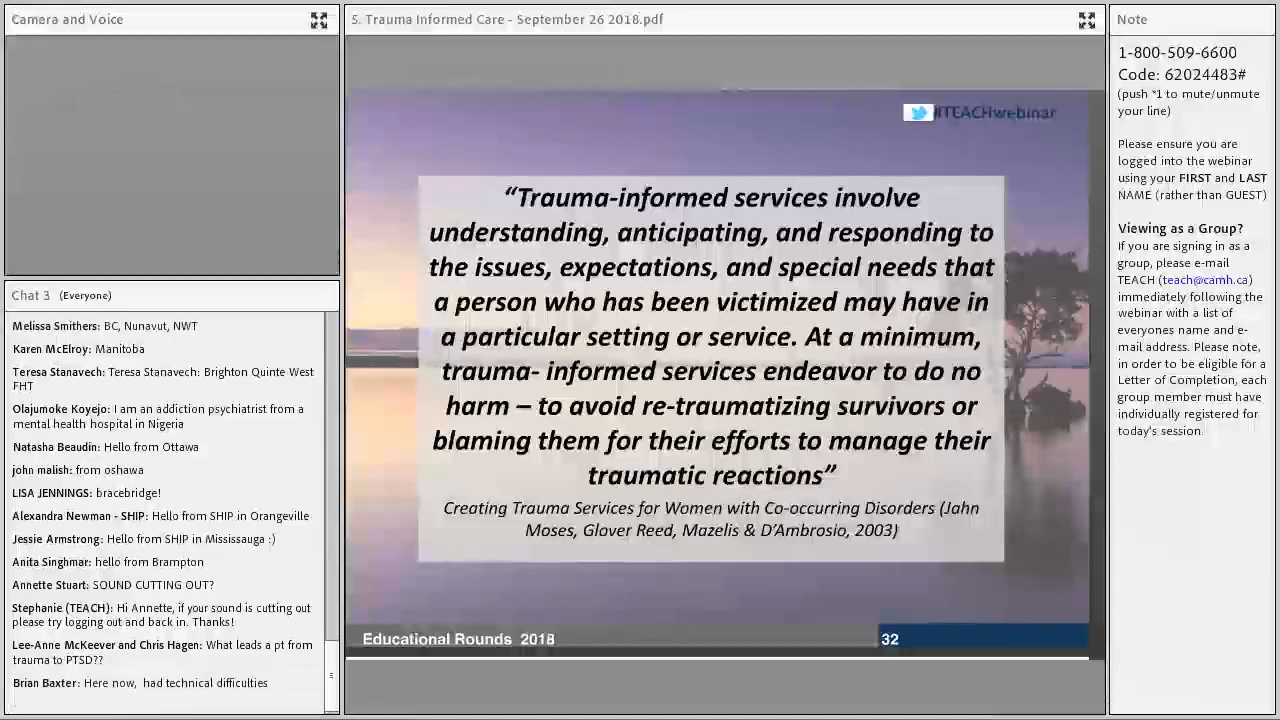 Camera and Voice
5. Trauma Informed Care - September 26 2018.pdf
Note
Chat 3 (Everyone)
Melissa Smithers: BC, Nunavut, NWT
Karen McElroy: Manitoba
Teresa Stanavech: Teresa Stanavech: Brighton Quinte West
FHT
Olajumoke Koyejo: I am an addiction psychiatrist from a
mental health hospital in Nigeria
Natasha Beaudin: Hello from Ottawa
john malish: from oshawa
LISA JENNINGS: bracebridge!
Alexandra Newman - SHIP: Hello from SHIP in Orangeville
Jessie Armstrong: Hello from SHIP in Mississauga :)
Anita Singhmar: hello from Brampton
Annette Stuart: SOUND CUTTING OUT?
Stephanie (TEACH): Hi Annette, if your sound is cutting out
please try logging out and back in. Thanks!
Lee-Anne McKeever and Chris Hagen: What leads a pt from
trauma to PTSD??
Brian Baxter: Here now, had technical difficulties
#TEACHwebinar
“Trauma-informed services involve
understanding, anticipating, and responding to
the issues, expectations, and special needs that
a person who has been victimized may have in
a particular setting or service. At a minimum,
trauma- informed services endeavor to do no
harm – to avoid re-traumatizing survivors or
blaming them for their efforts to manage their
traumatic reactions”
Creating Trauma Services for Women with Co-occurring Disorders (Jahn
Moses, Glover Reed, Mazelis & D’Ambrosio, 2003)
Educational Rounds 2018
32
1-800-509-6600
Code: 62024483#
(push *1 to mute/unmute
your line)
Please ensure you are
logged into the webinar
using your FIRST and LAST
NAME (rather than GUEST)
Viewing as a Group?
If you are signing in as a
group, please e-mail
TEACH (teach@camh.ca)
immediately following the
webinar with a list of
everyones name and e-
mail address. Please note,
in order to be eligible for a
Letter of Completion, each
group member must have
individually registered for
today's session.